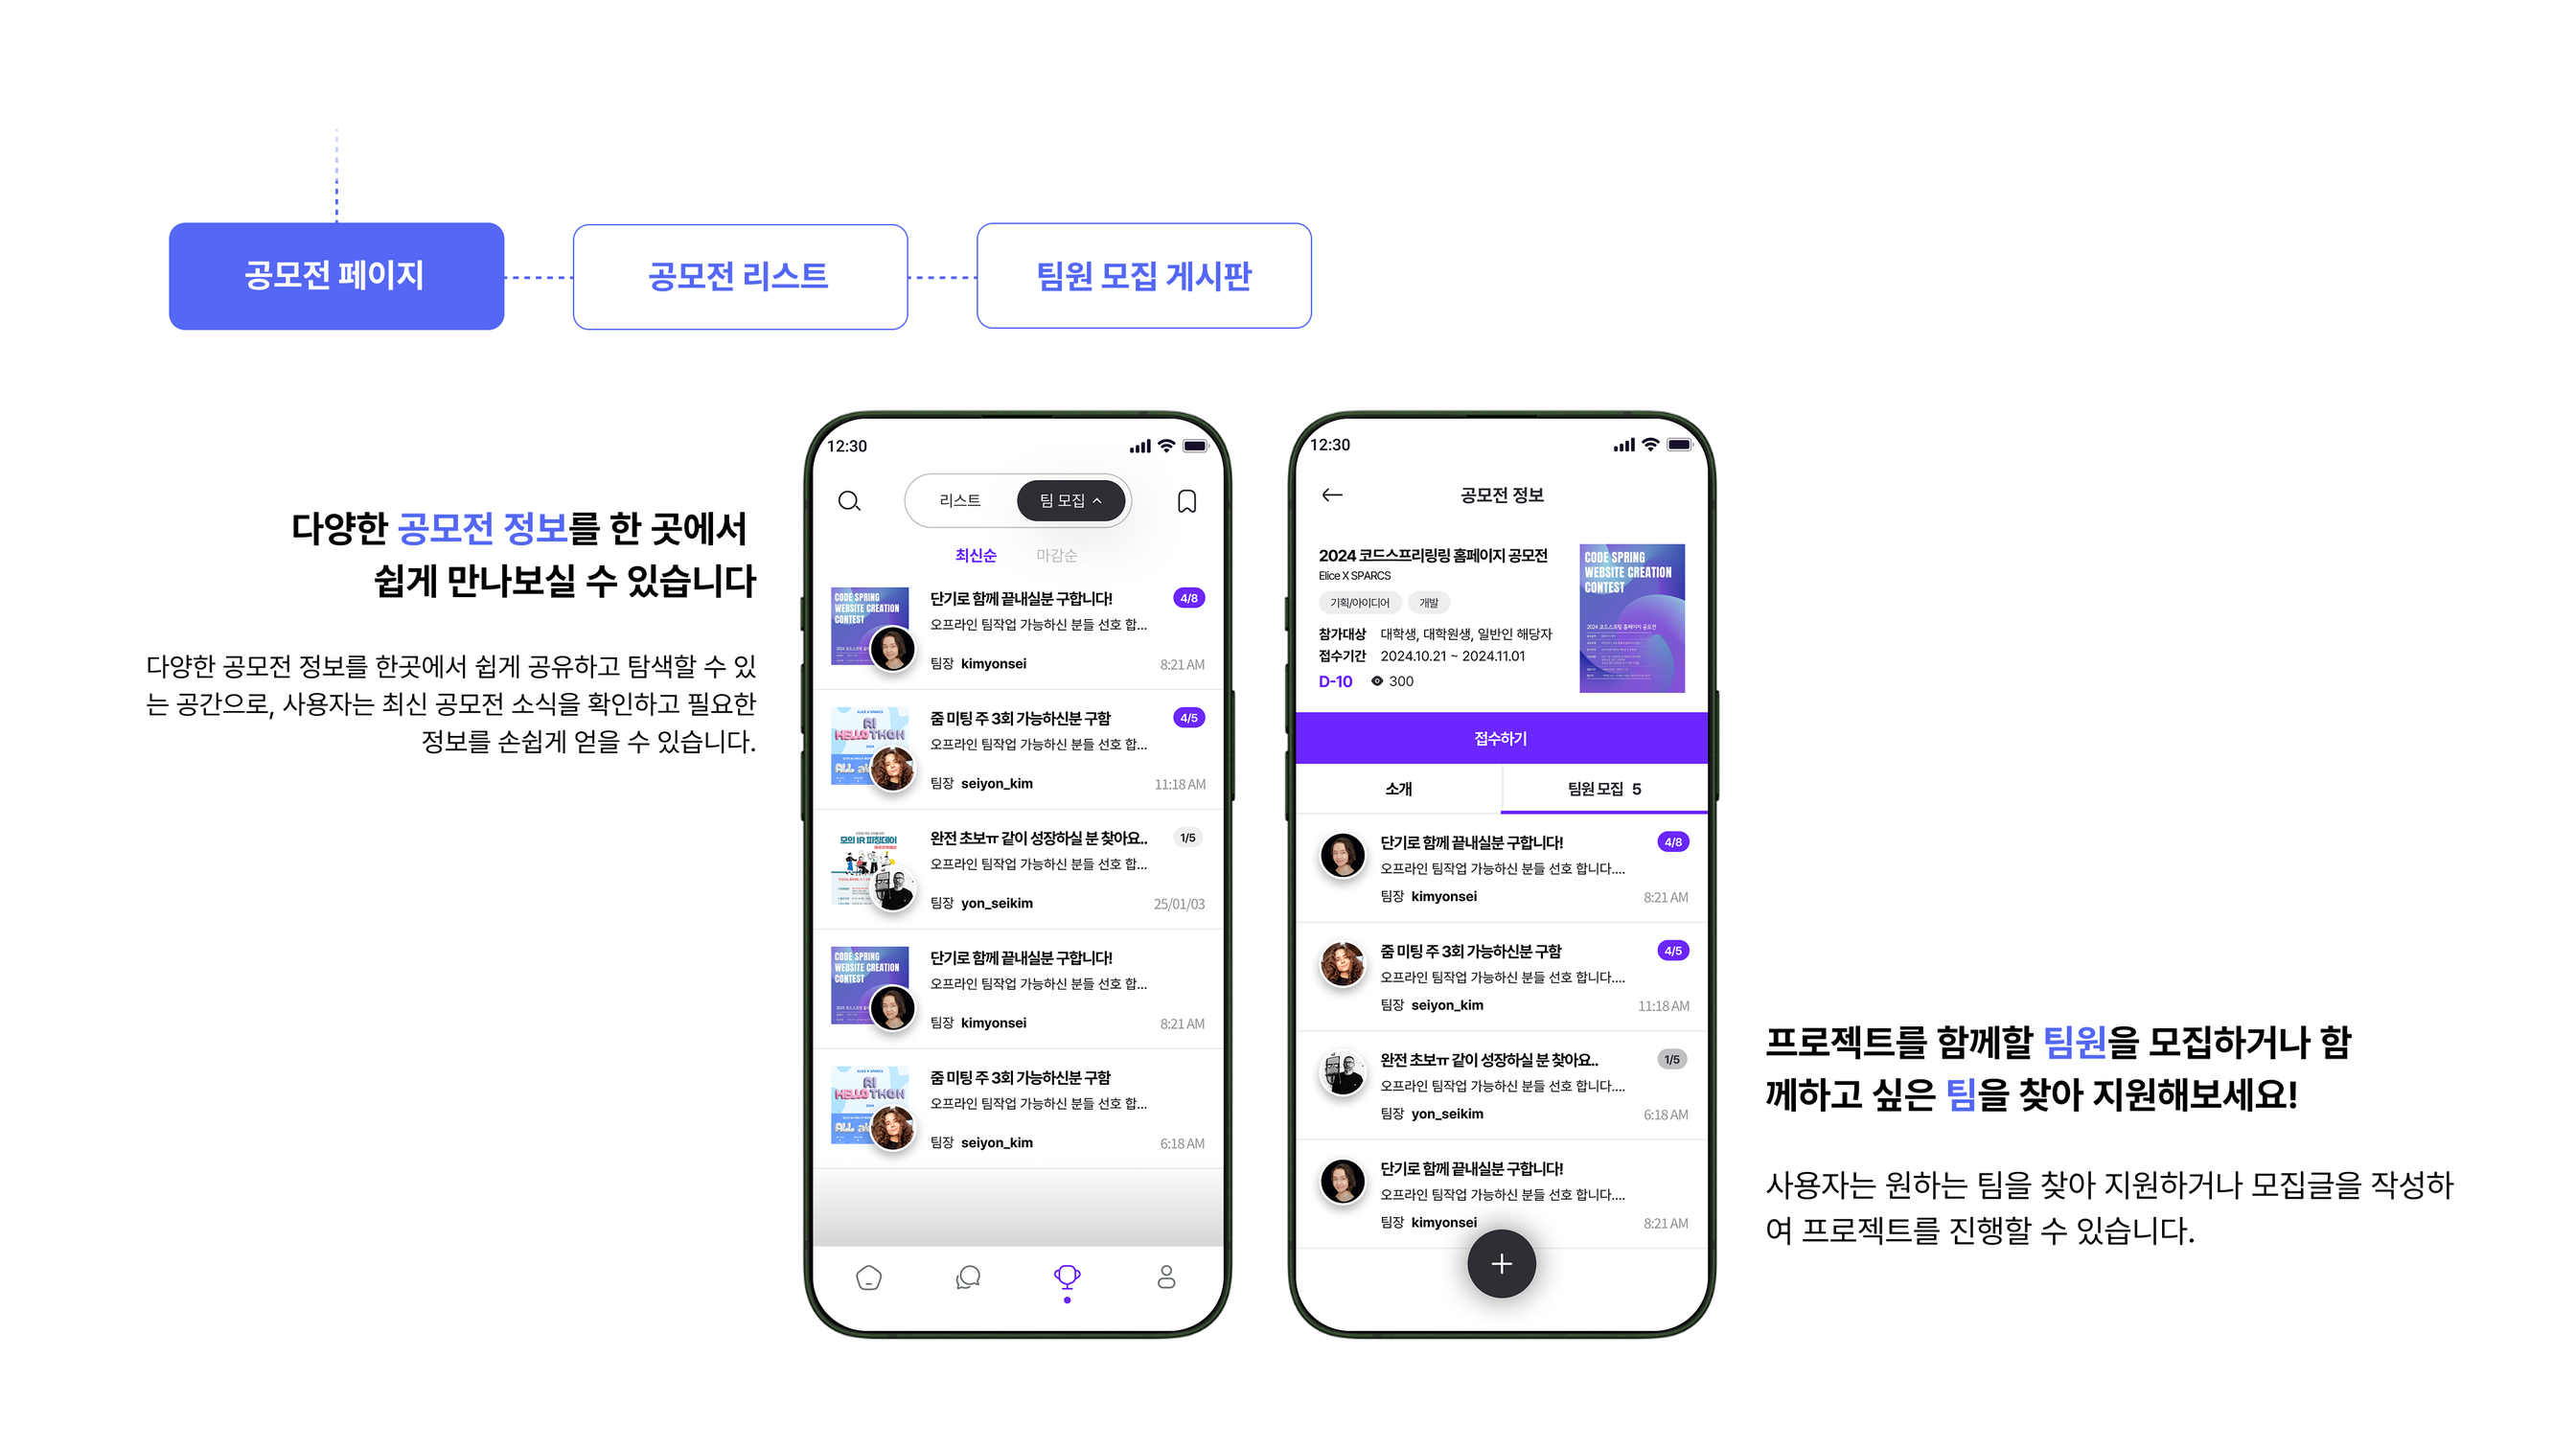 공모전 페이지
공모전 리스트
팀원 모집 게시판
다양한 공모전 정보를 한 곳에서
쉽게 만나보실 수 있습니다
다양한 공모전 정보를 한곳에서 쉽게 공유하고 탐색할 수 있
는 공간으로, 사용자는 최신 공모전 소식을 확인하고 필요한
정보를 손쉽게 얻을 수 있습니다.
12:30
리스트
팀 모집
최신순
마감순
CODE SPRING
WEBSITE CREATION
CONTEST
단기로 함께 끝내실분 구합니다!
4/8
오프라인 팀작업 가능하신 분들 선호 합...
팀장 kimyonsei
8:21 AM
AI
HELLOTHON
줌 미팅 주 3회 가능하신분 구함
4/5
오프라인 팀작업 가능하신 분들 선호 합...
팀장 seiyon_kim
11:18 AM
모의 IR 피칭데이
완전 초보ㅠ 같이 성장하실 분 찾아요..
1/5
오프라인 팀작업 가능하신 분들 선호 합...
팀장 yon_seikim
25/01/03
CODE SPRING
WEBSITE CREATION
CONTEST
단기로 함께 끝내실분 구합니다!
오프라인 팀작업 가능하신 분들 선호 합...
팀장 kimyonsei
8:21 AM
AI
HELLOTHON
줌 미팅 주 3회 가능하신분 구함
오프라인 팀작업 가능하신 분들 선호 합...
팀장 seiyon_kim
6:18 AM
12:30
공모전 정보
2024 코드스프리링링 홈페이지 공모전
Elice X SPARCS
기획/아이디어
개발
참가대상 대학생, 대학원생, 일반인 해당자
접수기간 2024.10.21 ~ 2024.11.01
D-10
300
CODE SPRING
WEBSITE CREATION
CONTEST
2024 코드스프링 홈페이지 공모전
접수하기
소개
팀원 모집 5
단기로 함께 끝내실분 구합니다!
4/8
오프라인 팀작업 가능하신 분들 선호 합니다....
팀장 kimyonsei
8:21 AM
줌 미팅 주 3회 가능하신분 구함
4/5
오프라인 팀작업 가능하신 분들 선호 합니다....
팀장 seiyon_kim
11:18 AM
완전 초보ㅠ 같이 성장하실 분 찾아요..
1/5
오프라인 팀작업 가능하신 분들 선호 합니다....
팀장 yon_seikim
6:18 AM
단기로 함께 끝내실분 구합니다!
오프라인 팀작업 가능하신 분들 선호 합니다....
팀장 kimyonsei
8:21 AM
프로젝트를 함께할 팀원을 모집하거나 함
께하고 싶은 팀을 찾아 지원해보세요!
사용자는 원하는 팀을 찾아 지원하거나 모집글을 작성하
여 프로젝트를 진행할 수 있습니다.